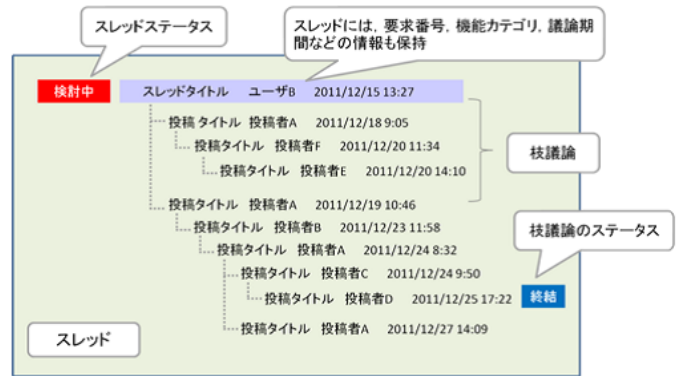 スレッドステータス
スレッドには，要求番号，機能カテゴリ，議論期
間などの情報も保持
検討中 スレッドタイトル ユーザB 2011/12/15 13:27
投稿 タイトル 投稿者A 2011/12/18 9:05
投稿タイトル 投稿者F 2011/12/20 11:34
投稿タイトル 投稿者E 2011/12/20 14:10
枝議論
投稿タイトル 投稿者A 2011/12/19 10:46
投稿タイトル 投稿者B 2011/12/23 11:58
枝議論のステータス
投稿タイトル 投稿者A 2011/12/24 8:32
投稿タイトル 投稿者C 2011/12/24 9:50
投稿タイトル 投稿者D 2011/12/25 17:22 終結
投稿タイトル 投稿者A 2011/12/27 14:09
スレッド